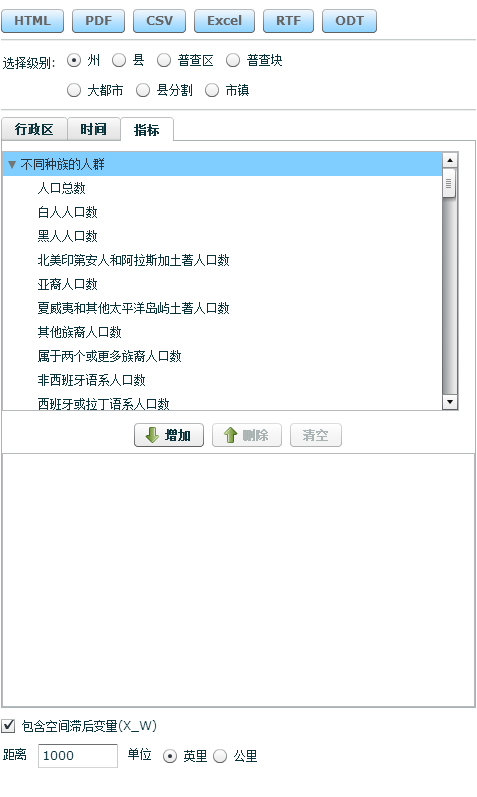 HTML PDF CSV Excel RTF ODT
选择级别: 州 县 普查区 普查块
大都市 县分割 市镇
行政区 时间 指标
不同种族的人群
人口总数
白人人口数
黑人人口数
北美印第安人和阿拉斯加土著人口数
亚裔人口数
夏威夷和其他太平洋岛屿土著人口数
其他族裔人口数
属于两个或更多族裔人口数
非西班牙语系人口数
西班牙或拉丁语系人口数
增加 删除 清空
包含空间滞后变量(X_W)
距离 1000 单位 英里 公里